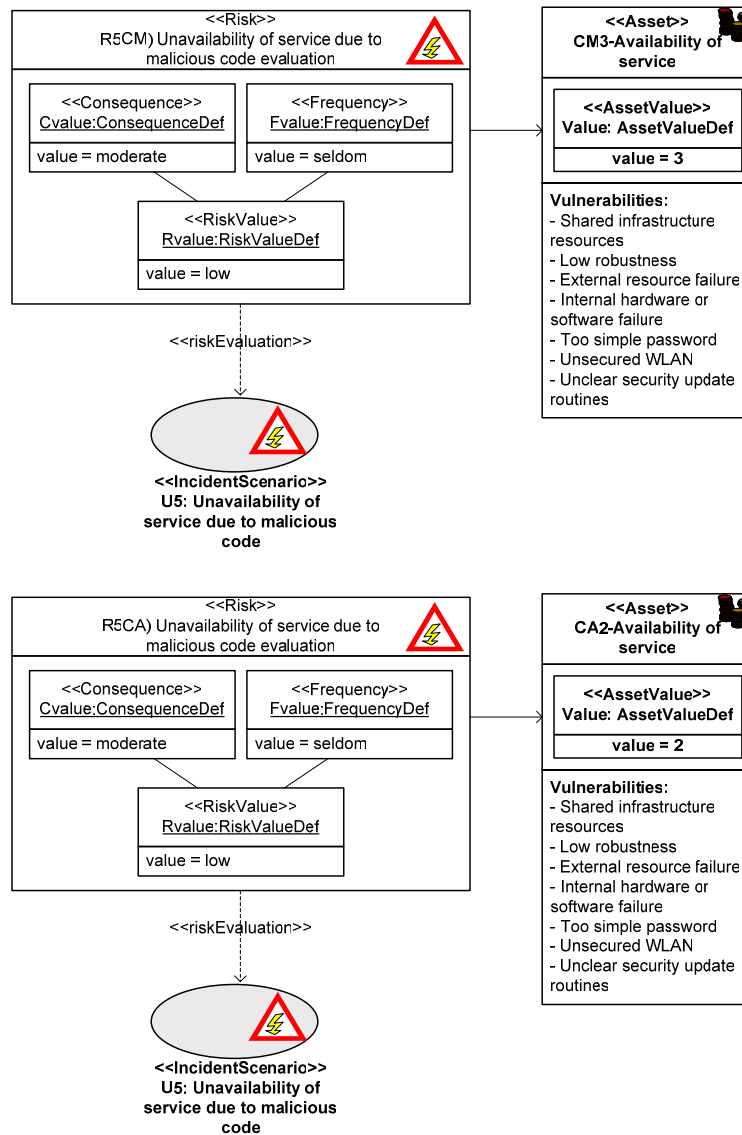 <<Risk>>
R5CM) Unavailability of service due to
malicious code evaluation
<<Consequence>>
Cvalue:ConsequenceDef
value = moderate
<<Frequency>>
Fvalue:FrequencyDef
value = seldom
<<RiskValue>>
Rvalue:RiskValueDef
value = low
<<riskEvaluation>>
<<IncidentScenario>>
U5: Unavailability of
service due to malicious
code
<<Asset>>
CM3-Availability of
service
<<AssetValue>>
Value: AssetValueDef
value = 3
Vulnerabilities:
- Shared infrastructure
resources
- Low robustness
- External resource failure
- Internal hardware or
software failure
- Too simple password
- Unsecured WLAN
- Unclear security update
routines
<<Risk>>
R5CA) Unavailability of service due to
malicious code evaluation
<<Consequence>>
Cvalue:ConsequenceDef
value = moderate
<<Frequency>>
Fvalue:FrequencyDef
value = seldom
<<RiskValue>>
Rvalue:RiskValueDef
value = low
<<riskEvaluation>>
<<IncidentScenario>>
U5: Unavailability of
service due to malicious
code
<<Asset>>
CA2-Availability of
service
<<AssetValue>>
Value: AssetValueDef
value = 2
Vulnerabilities:
- Shared infrastructure
resources
- Low robustness
- External resource failure
- Internal hardware or
software failure
- Too simple password
- Unsecured WLAN
- Unclear security update
routines